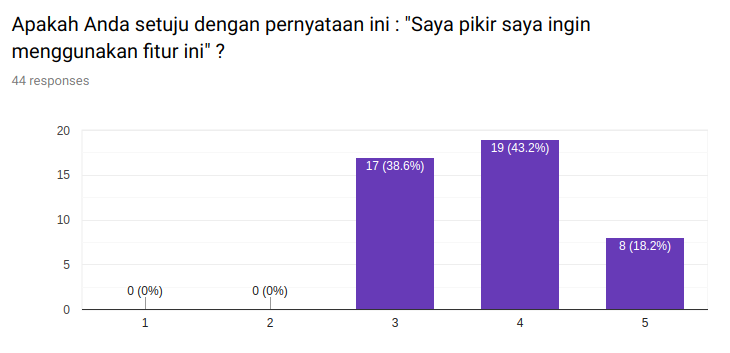 Apakah Anda setuju dengan pernyataan ini : "Saya pikir saya ingin
menggunakan fitur ini" ?
44 responses
20
15
10
5
0
0 (0%)
0 (0%)
17 (38.6%)
19 (43.2%)
8 (18.2%)
1 2 3 4 5